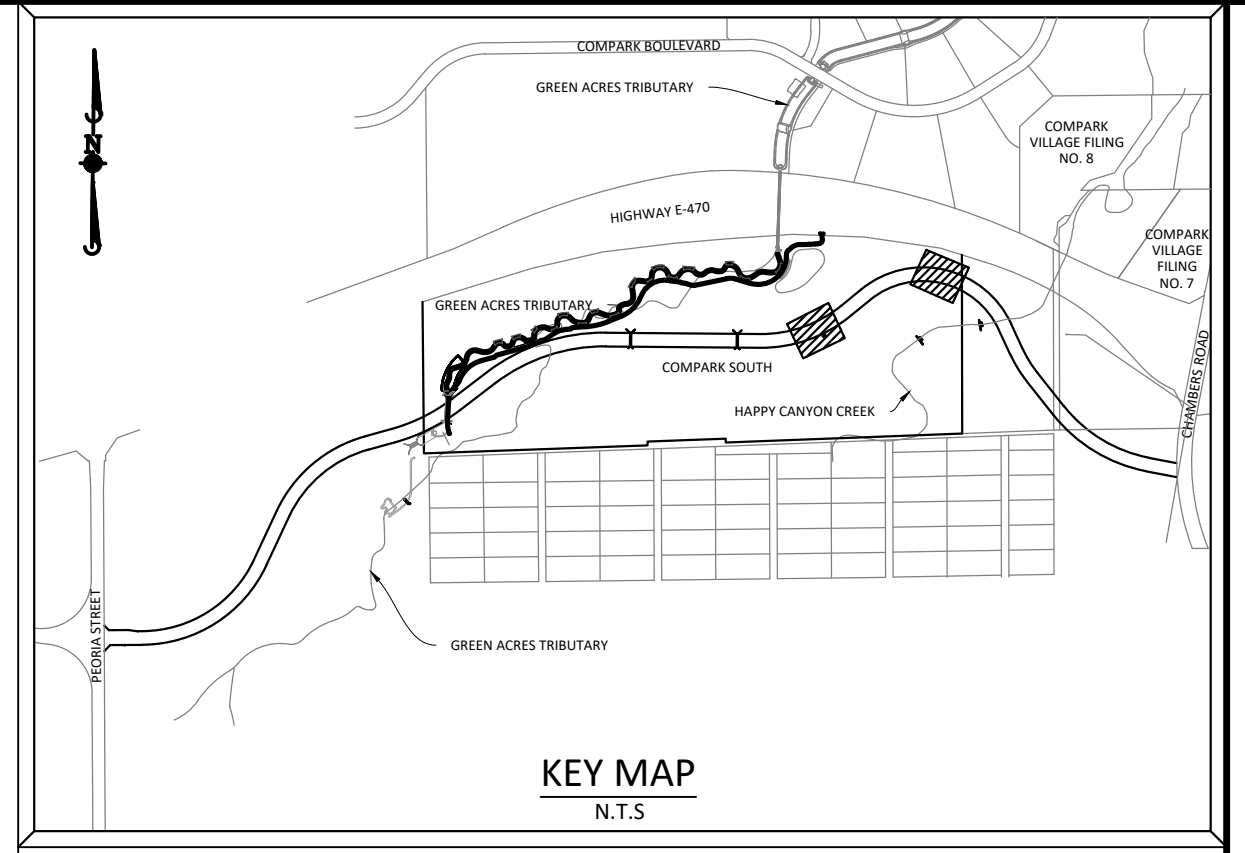 COMPARK BOULEVARD
GREEN ACRES TRIBUTARY
COMPARK
VILLAGE FILING
NO. 8
N
HIGHWAY E-470
COMPARK
VILLAGE
FILING
NO. 7
GREEN ACRES TRIBUTARY
COMPARK SOUTH
CHAMBERS ROAD
HAPPY CANYON CREEK
PEORIA STREET
GREEN ACRES TRIBUTARY
KEY MAP
N.T.S